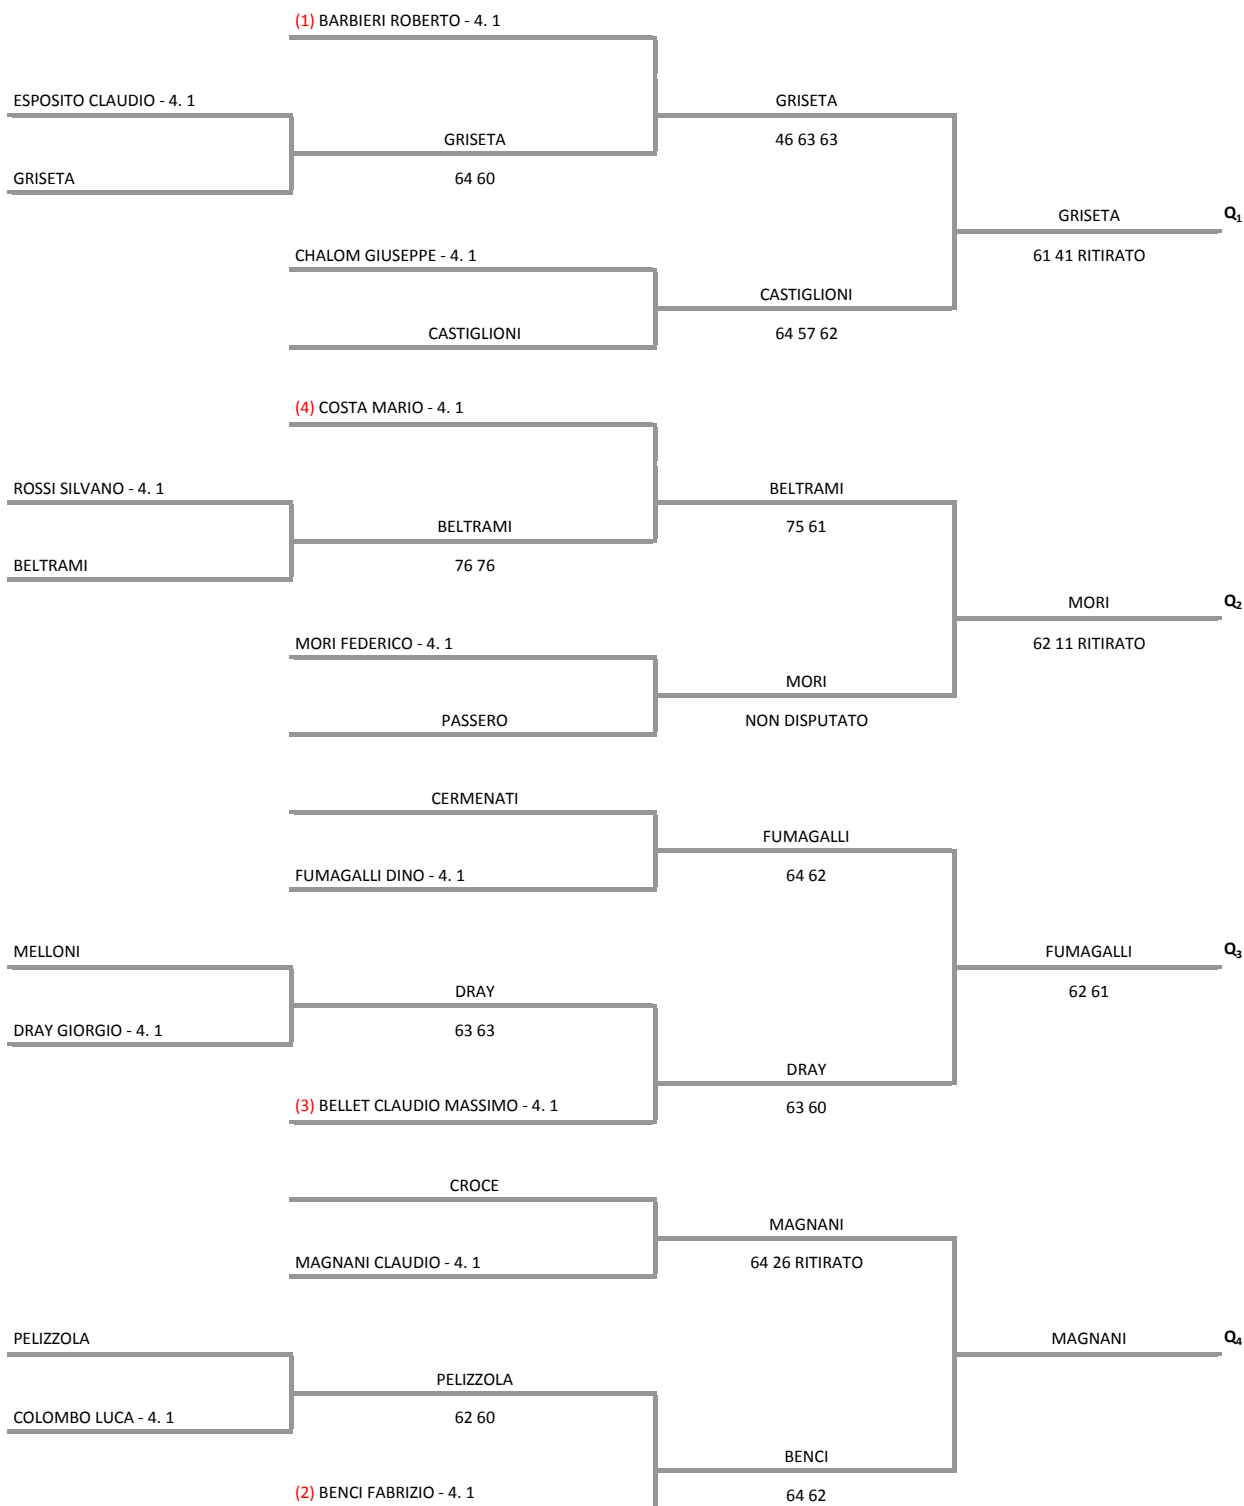 (1) BARBIERI ROBERTO - 4. 1
ESPOSITO CLAUDIO - 4. 1
GRISETA
GRISETA
46 63 63
GRISETA
64 60
GRISETA
Q1
61 41 RITIRATO
CHALOM GIUSEPPE - 4. 1
CASTIGLIONI
64 57 62
CASTIGLIONI
(4) COSTA MARIO - 4. 1
ROSSI SILVANO - 4. 1
BELTRAMI
75 61
BELTRAMI
76 76
BELTRAMI
MORI
Q2
62 11 RITIRATO
MORI FEDERICO - 4. 1
MORI
NON DISPUTATO
PASSERO
CERMENATI
FUMAGALLI
64 62
FUMAGALLI DINO - 4. 1
MELLONI
FUMAGALLI
Q3
62 61
DRAY
63 63
DRAY GIORGIO - 4. 1
DRAY
63 60
(3) BELLET CLAUDIO MASSIMO - 4. 1
CROCE
MAGNANI
64 26 RITIRATO
MAGNANI CLAUDIO - 4. 1
PELIZZOLA
MAGNANI
Q4
PELIZZOLA
62 60
COLOMBO LUCA - 4. 1
BENCI
64 62
(2) BENCI FABRIZIO - 4. 1